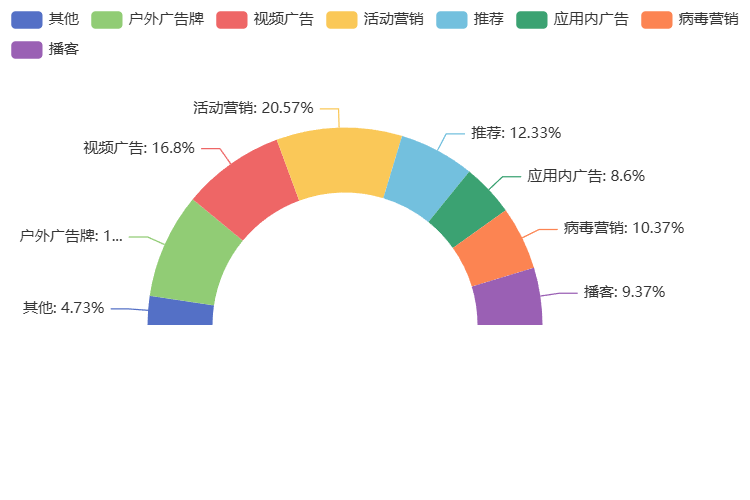 其他 户外广告牌 视频广告 活动营销 推荐 应用内广告 病毒营销
播客
活动营销: 20.57%
推荐: 12.33%
视频广告: 16.8%
应用内广告: 8.6%
病毒营销: 10.37%
户外广告牌: 1...
播客: 9.37%
其他: 4.73%